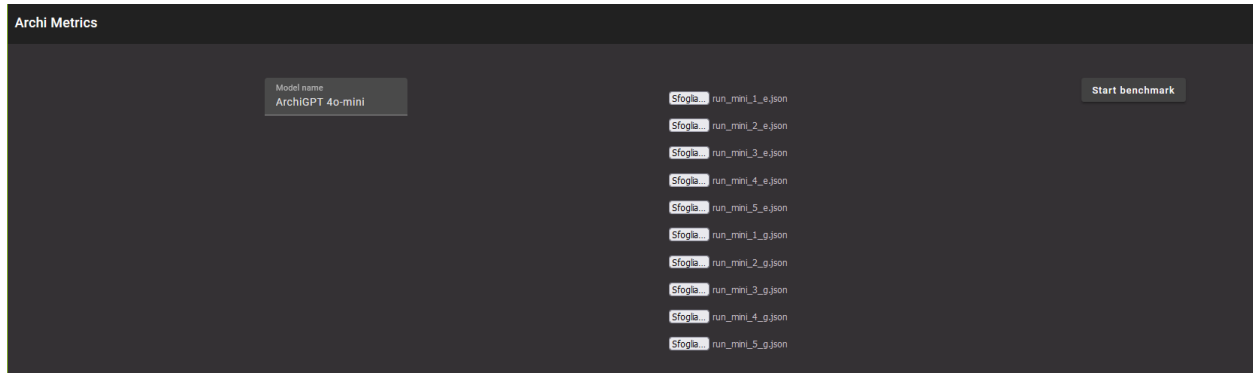 Archi Metrics
Model name
ArchiGPT 4o-mini
Sfoglia... run_mini_1_e.json
Sfoglia... run_mini_2_e.json
Sfoglia... run_mini_3_e.json
Sfoglia... run_mini_4_e.json
Sfoglia... run_mini_5_e.json
Sfoglia... run_mini_1_g.json
Sfoglia... run_mini_2_g.json
Sfoglia... run_mini_3_g.json
Sfoglia... run_mini_4_g.json
Sfoglia... run_mini_5_g.json
Start benchmark